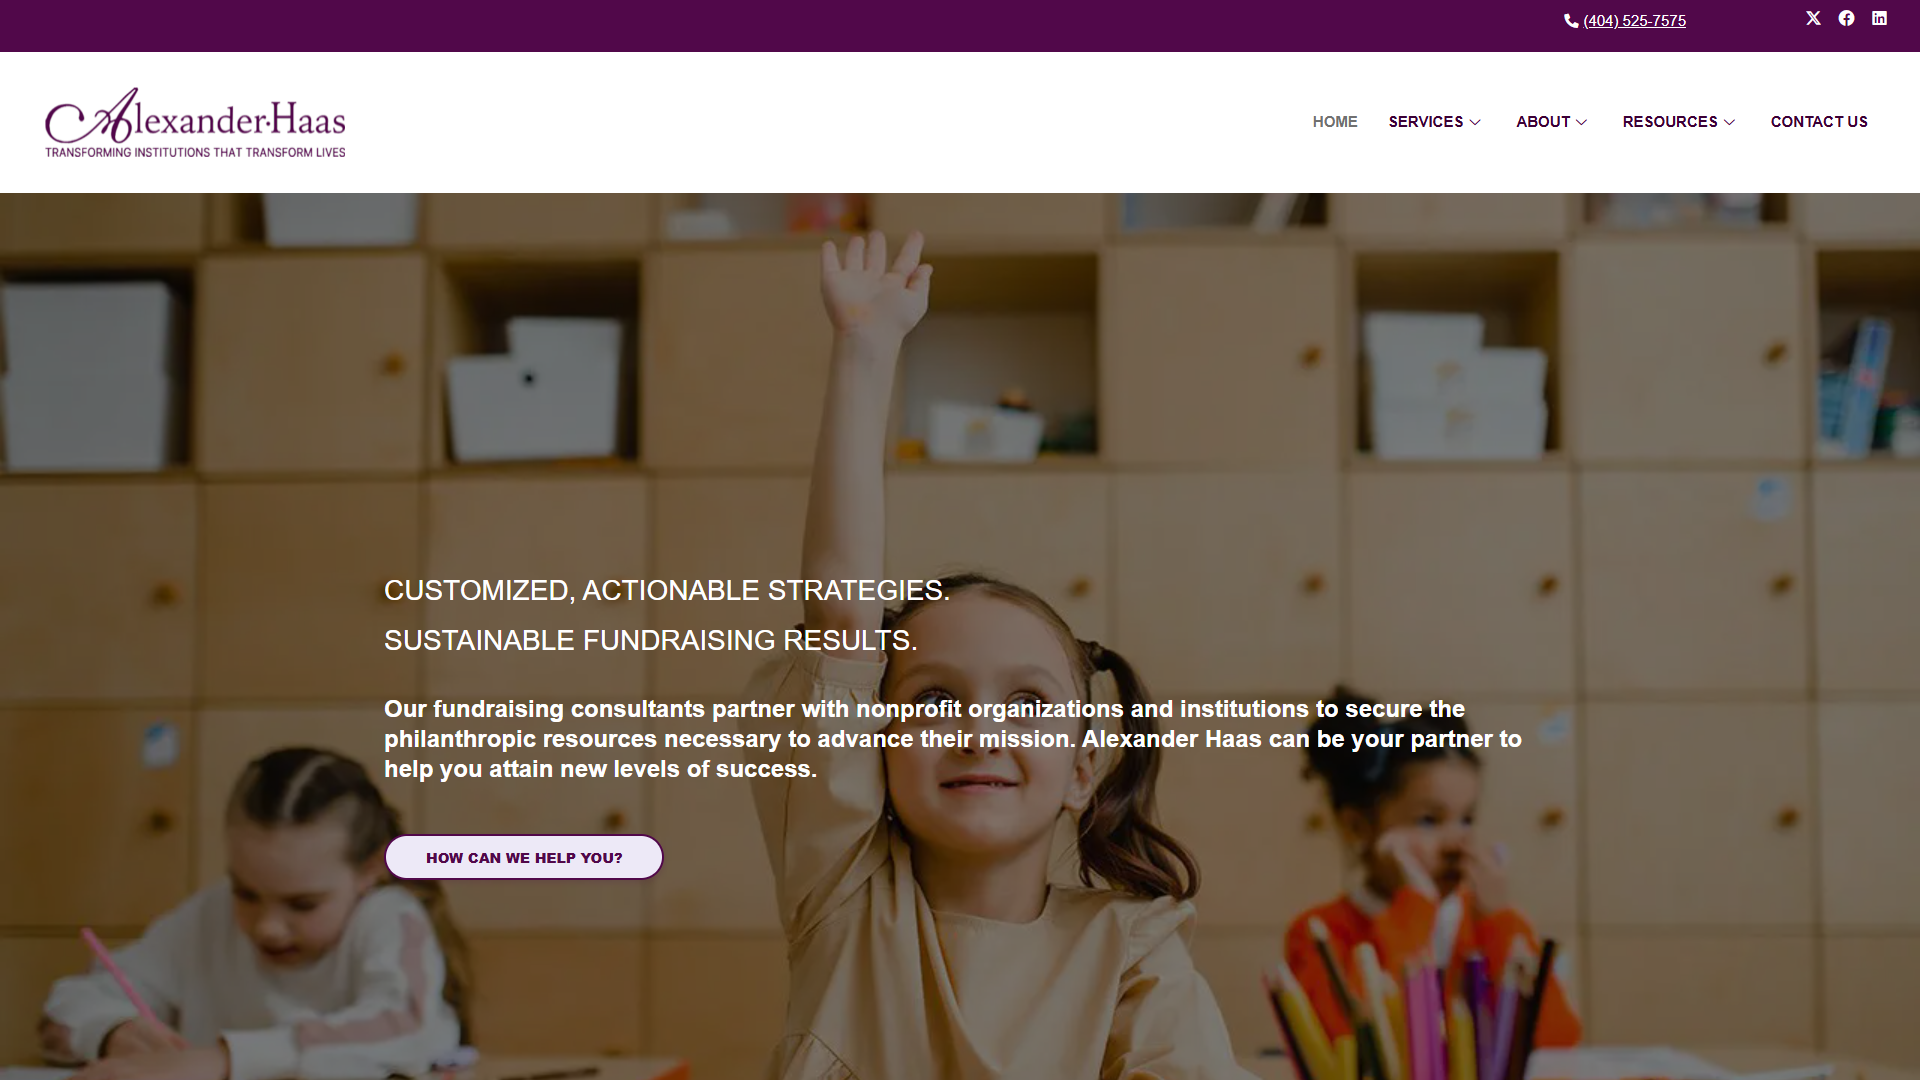 (404) 525-7575
Alexander·Haas
TRANSFORMING INSTITUTIONS THAT TRANSFORM LIVES
HOME SERVICES ABOUT RESOURCES CONTACT US
CUSTOMIZED, ACTIONABLE STRATEGIES.
SUSTAINABLE FUNDRAISING RESULTS.
Our fundraising consultants partner with nonprofit organizations and institutions to secure the
philanthropic resources necessary to advance their mission. Alexander Haas can be your partner to
help you attain new levels of success.
HOW CAN WE HELP YOU?